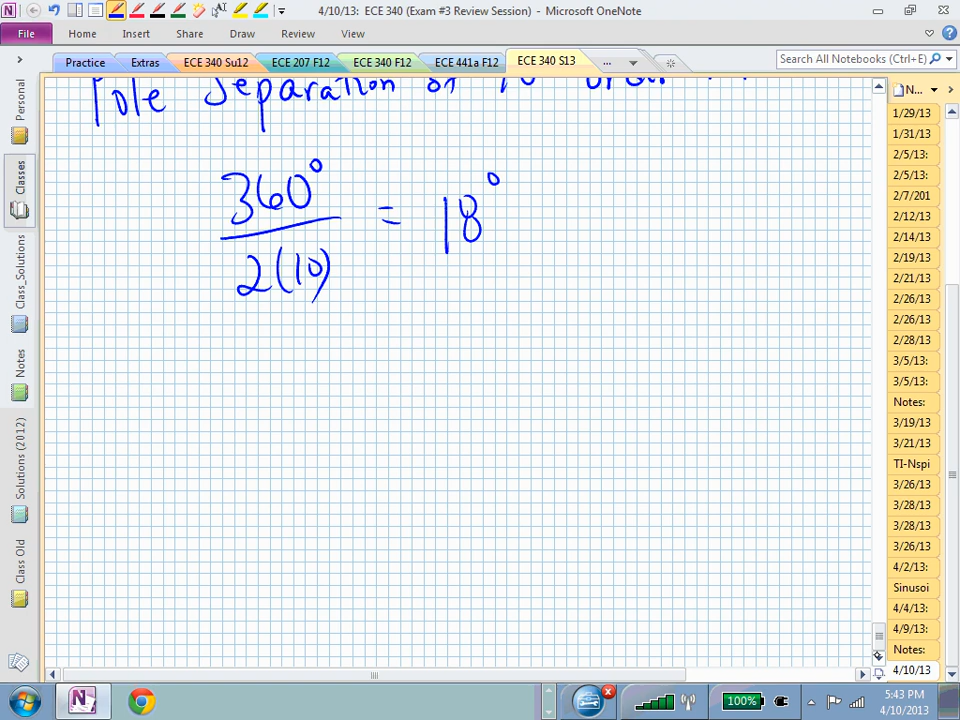 4/10/13: ECE 340 (Exam #3 Review Session) - Microsoft OneNote
File Home Insert Share Draw Review View
Practice Extras ECE 340 Su12 ECE 207 F12 ECE 340 F12 ECE 441a F12 ECE 340 S13 ...
Search All Notebooks (Ctrl+E)
Personal
Classes
Class_Solutions
Notes
Solutions (2012)
Class Old
Pole Separation of 10
360°
2(10)
= 18°
N...
1/29/13
1/31/13
2/5/13:
2/5/13:
2/7/201
2/12/13
2/14/13
2/19/13
2/21/13
2/26/13
2/26/13
2/28/13
3/5/13:
3/5/13:
Notes:
3/19/13
3/21/13
TI-Nspi
3/26/13
3/28/13
3/28/13
3/26/13
4/2/13:
Sinusoi
4/4/13:
4/9/13:
Notes:
4/10/13
100%
5:43 PM
4/10/2013